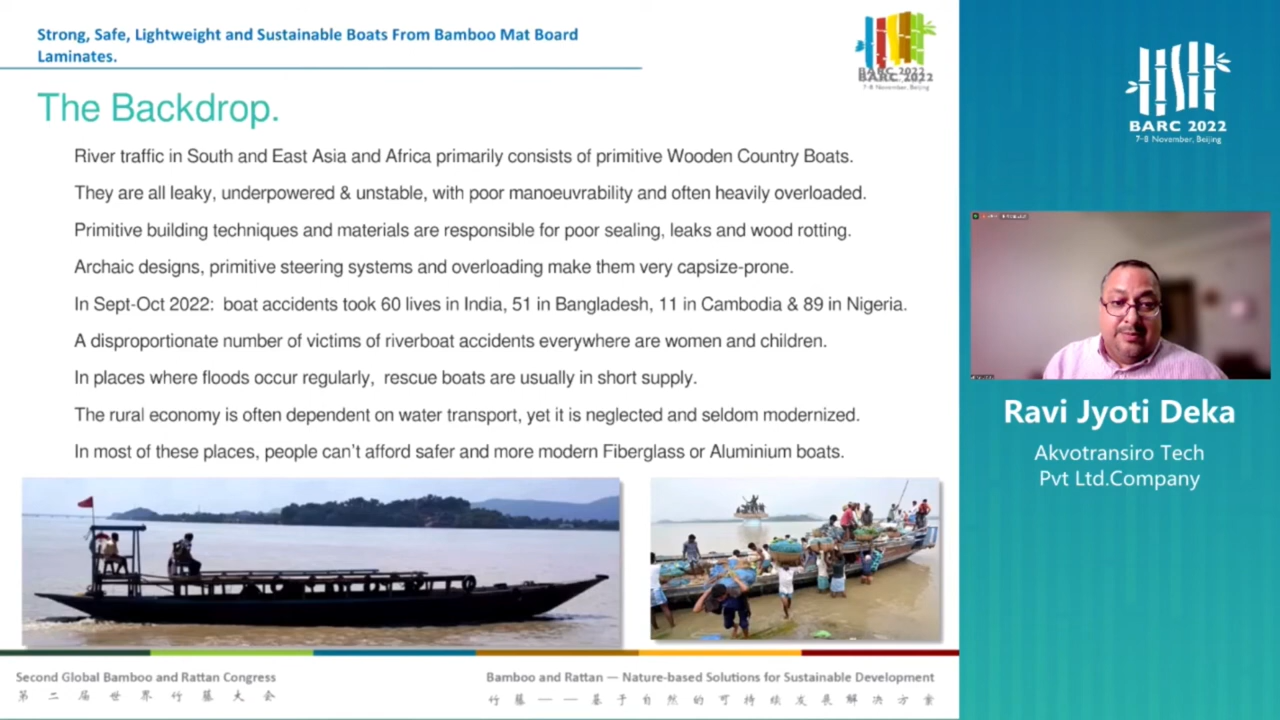 Strong, Safe, Lightweight and Sustainable Boats From Bamboo Mat Board
Laminates.
BARC 2022
7-8 November, Beijing
The Backdrop.
River traffic in South and East Asia and Africa primarily consists of primitive Wooden Country Boats.
They are all leaky, underpowered & unstable, with poor manoeuvrability and often heavily overloaded.
Primitive building techniques and materials are responsible for poor sealing, leaks and wood rotting.
Archaic designs, primitive steering systems and overloading make them very capsize-prone.
In Sept-Oct 2022: boat accidents took 60 lives in India, 51 in Bangladesh, 11 in Cambodia & 89 in Nigeria.
A disproportionate number of victims of riverboat accidents everywhere are women and children.
In places where floods occur regularly, rescue boats are usually in short supply.
The rural economy is often dependent on water transport, yet it is neglected and seldom modernized.
In most of these places, people can't afford safer and more modern Fiberglass or Aluminium boats.
Second Global Bamboo and Rattan Congress
第二届世界竹藤大会
Bamboo and Rattan — Nature-based Solutions for Sustainable Development
竹藤——基于自然的可持续发展解决方案
BARC 2022
7-8 November, Beijing
Ravi Jyoti Deka
Akvotransiro Tech
Pvt Ltd.Company